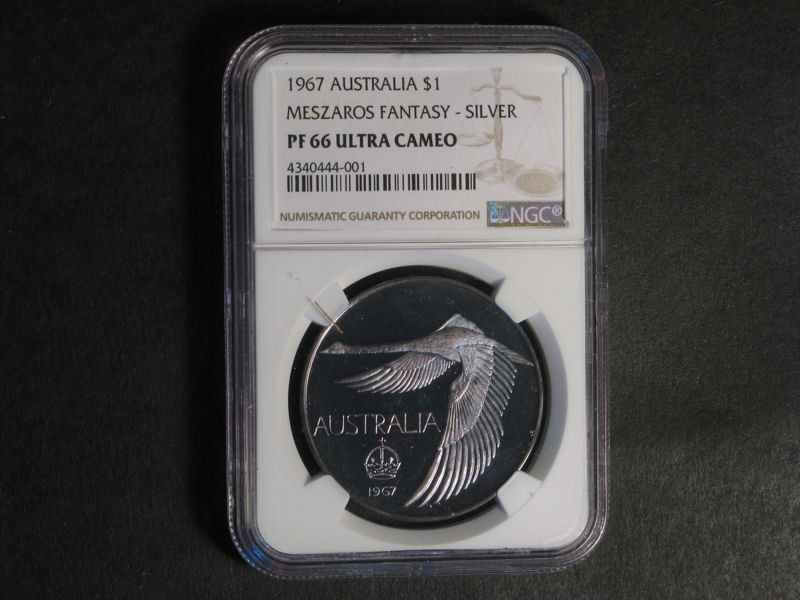 1967 AUSTRALIA $1
MESZAROS FANTASY - SILVER
PF 66 ULTRA CAMEO
4340444-001
NUMISMATIC GUARANTY CORPORATION NGC®
AUSTRALIA
1967